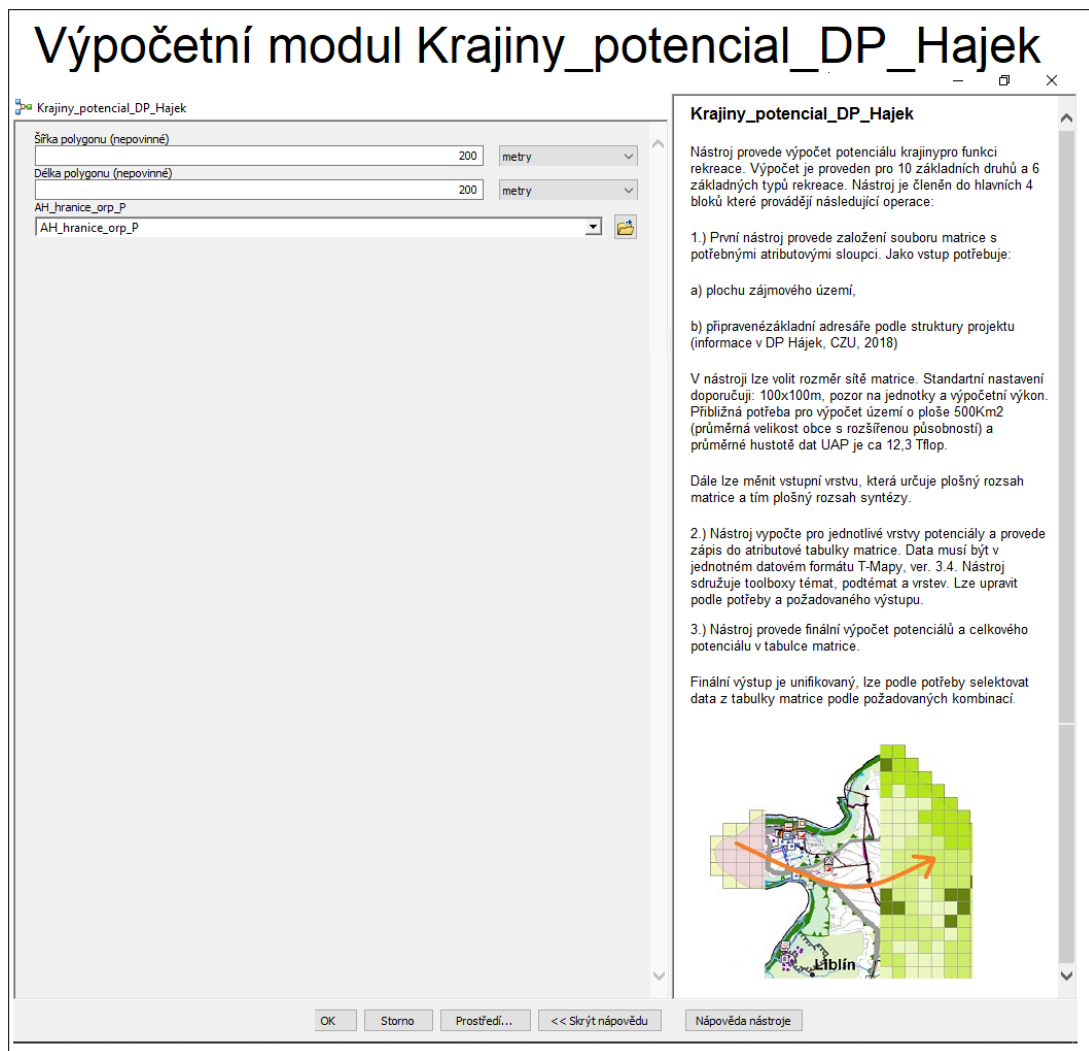 Výpočetní modul Krajiny_potencial_DP_Hajek
Krajiny_potencial_DP_Hajek
Šířka polygonu (nepovinné)
200 metry
Délka polygonu (nepovinné)
200 metry
AH_hranice_orp_P
AH_hranice_orp_P
Krajiny_potencial_DP_Hajek
Nástroj provede výpočet potenciálu krajinypro funkci
rekreace. Výpočet je proveden pro 10 základních druhů a 6
základných typů rekreace. Nástroj je členěn do hlavních 4
bloků které provádějí následující operace:
1.) První nástroj provede založení souboru matrice s
potřebnými atributovými sloupci. Jako vstup potřebuje:
a) plochu zájmového území,
b) připravenézákladní adresáře podle struktury projektu
(informace v DP Hájek, CZU, 2018)
V nástroji lze volit rozměr sítě matrice. Standartní nastavení
doporučuji: 100x100m, pozor na jednotky a výpočetní výkon.
Přibližná potřeba pro výpočet území o ploše 500Km2
(průměrná velikost obce s rozšířenou působností) a
průměrné hustotě dat UAP je ca 12,3 Tflop.
Dále lze měnit vstupní vrstvu, která určuje plošný rozsah
matrice a tím plošný rozsah syntézy.
2.) Nástroj vypočte pro jednotlivé vrstvy potenciály a provede
zápis do atributové tabulky matrice. Data musí být v
jednotném datovém formátu T-Mapy, ver. 3.4. Nástroj
sdružuje toolboxy témat, podtémat a vrstev. Lze upravit
podle potřeby a požadovaného výstupu.
3.) Nástroj provede finální výpočet potenciálů a celkového
potenciálu v tabulce matrice.
Finální výstup je unifikovaný, lze podle potřeby selektovat
data z tabulky matrice podle požadovaných kombinací.
Liblín
OK Storno Prostředí... << Skrýt nápovědu Nápověda nástroje